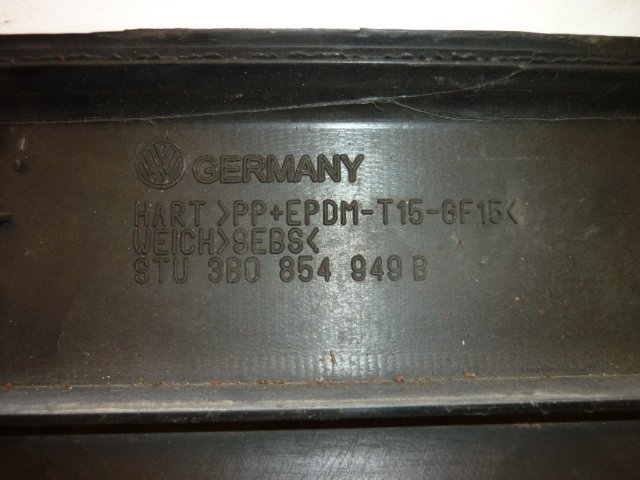 GERMANY
HART >PP+EPDM-T15-GF15<
WEICH>SEBS<
STU 3B0 854 949 B